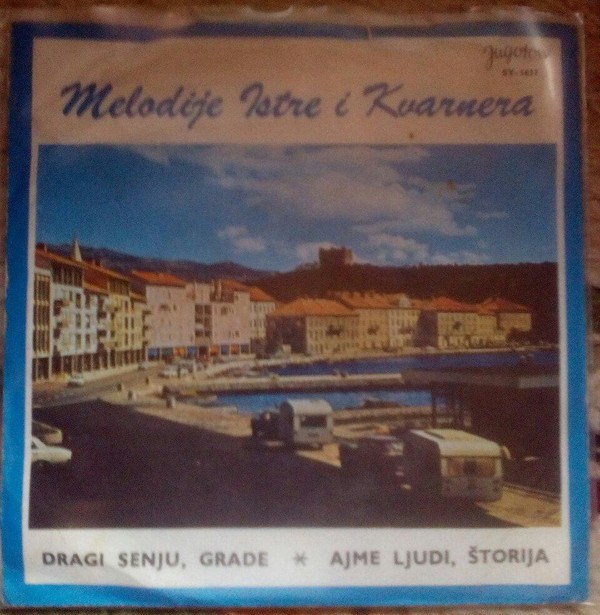 Jugoton
Melodije Istre i Kvarnera
DRAGI SENJU, GRADE * AJME LJUDI, ŠTORIJA